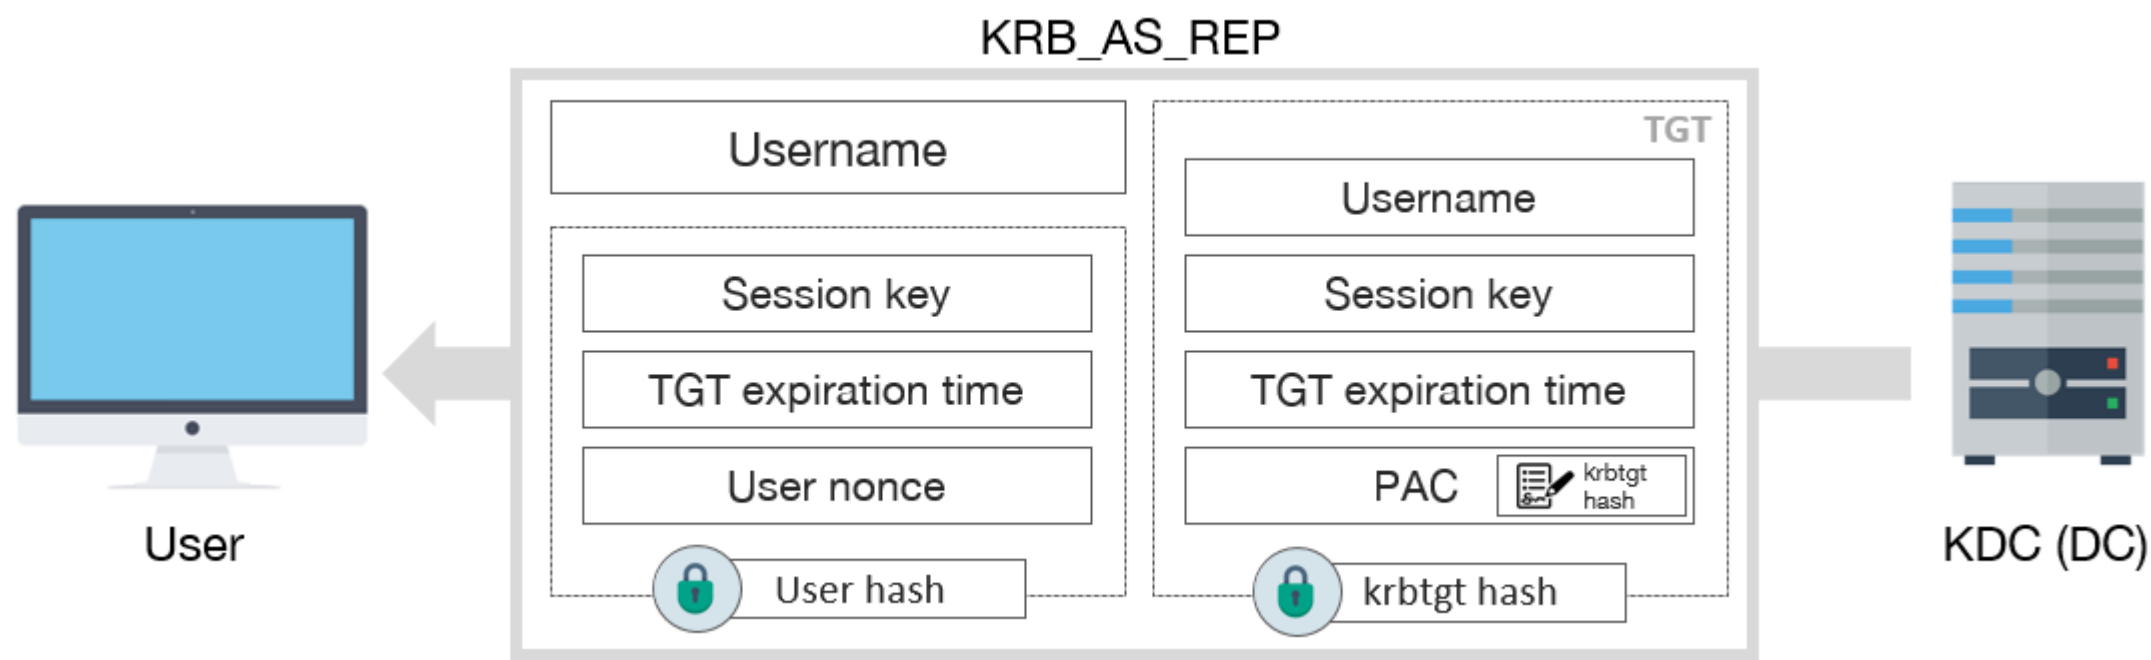 KRB_AS_REP
Username
Session key
TGT expiration time
User nonce
User hash
TGT
Username
Session key
TGT expiration time
PAC
krbtgt
hash
krbtgt hash
User
KDC (DC)